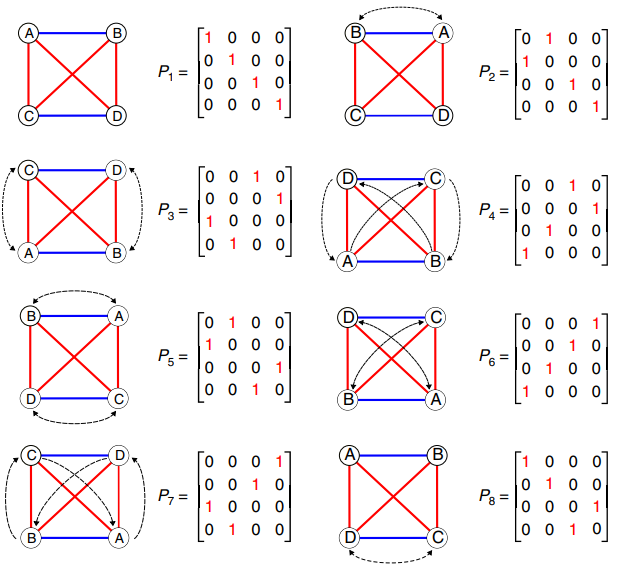 A B
C D
P1 =
1 0 0 0
0 1 0 0
0 0 1 0
0 0 0 1
B A
C D
P2 =
0 1 0 0
1 0 0 0
0 0 1 0
0 0 0 1
C D
A B
P3 =
0 0 1 0
0 0 0 1
1 0 0 0
0 1 0 0
D C
A B
P4 =
0 0 1 0
0 0 0 1
0 1 0 0
1 0 0 0
B A
D C
P5 =
0 1 0 0
1 0 0 0
0 0 0 1
0 0 1 0
D C
B A
P6 =
0 0 0 1
0 0 1 0
0 1 0 0
1 0 0 0
C D
B A
P7 =
0 0 0 1
0 0 1 0
1 0 0 0
0 1 0 0
A B
D C
P8 =
1 0 0 0
0 1 0 0
0 0 0 1
0 0 1 0